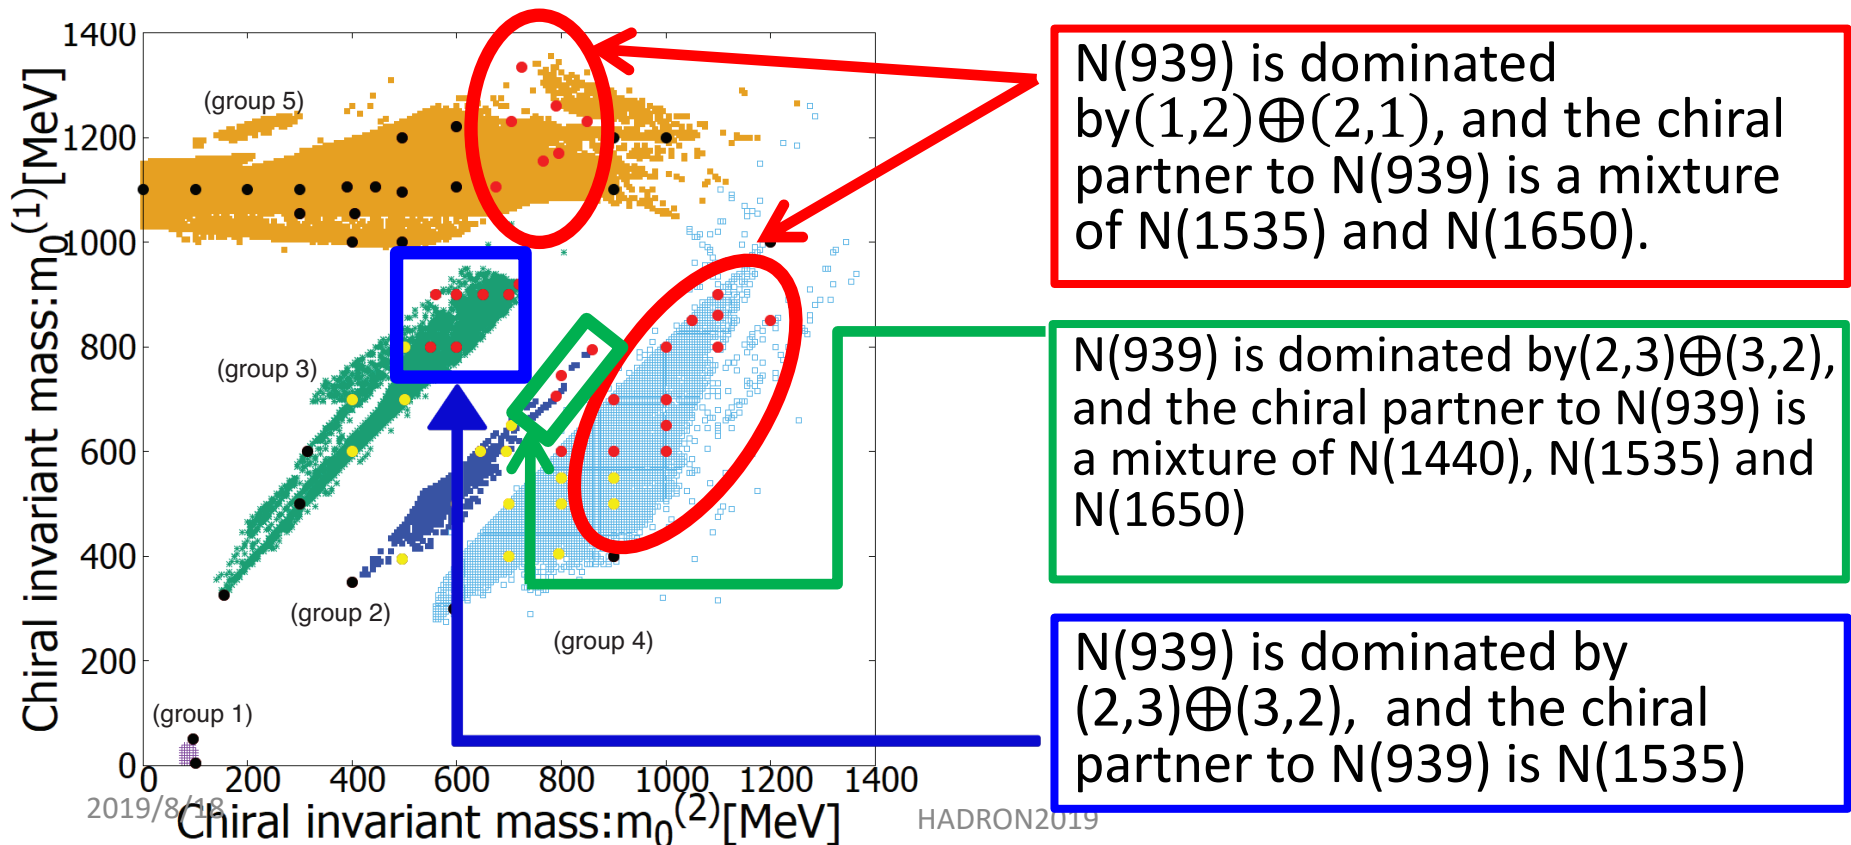 1400
1200
1000
800
600
400
200
0
Chiral invariant mass:m₀⁽¹⁾[MeV]
(group 5)
(group 3)
(group 2)
(group 4)
(group 1)
0 200 400 600 800 1000 1200 1400
Chiral invariant mass:m₀⁽²⁾[MeV]
2019/8/18
HADRON2019
N(939) is dominated
by(1,2)⊕(2,1), and the chiral
partner to N(939) is a mixture
of N(1535) and N(1650).
N(939) is dominated by(2,3)⊕(3,2),
and the chiral partner to N(939) is
a mixture of N(1440), N(1535) and
N(1650)
N(939) is dominated by
(2,3)⊕(3,2), and the chiral
partner to N(939) is N(1535)